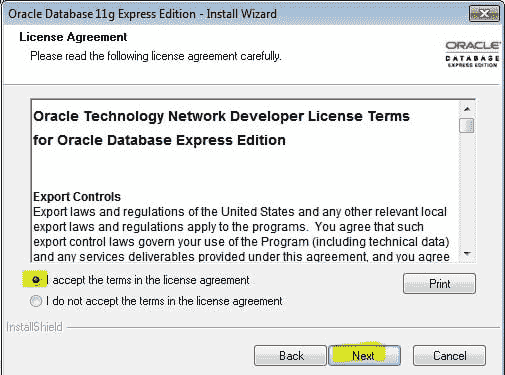 Oracle Database 11g Express Edition - Install Wizard
License Agreement
Please read the following license agreement carefully.
ORACLE
DATABASE
EXPRESS EDITION
Oracle Technology Network Developer License Terms
for Oracle Database Express Edition
Export Controls
Export laws and regulations of the United States and any other relevant local
export laws and regulations apply to the programs.  You agree that such
export control laws govern your use of the Program (including technical data)
and any services deliverables provided under this agreement, and you agree
I accept the terms in the license agreement
I do not accept the terms in the license agreement
Print
InstallShield
Back
Next
Cancel